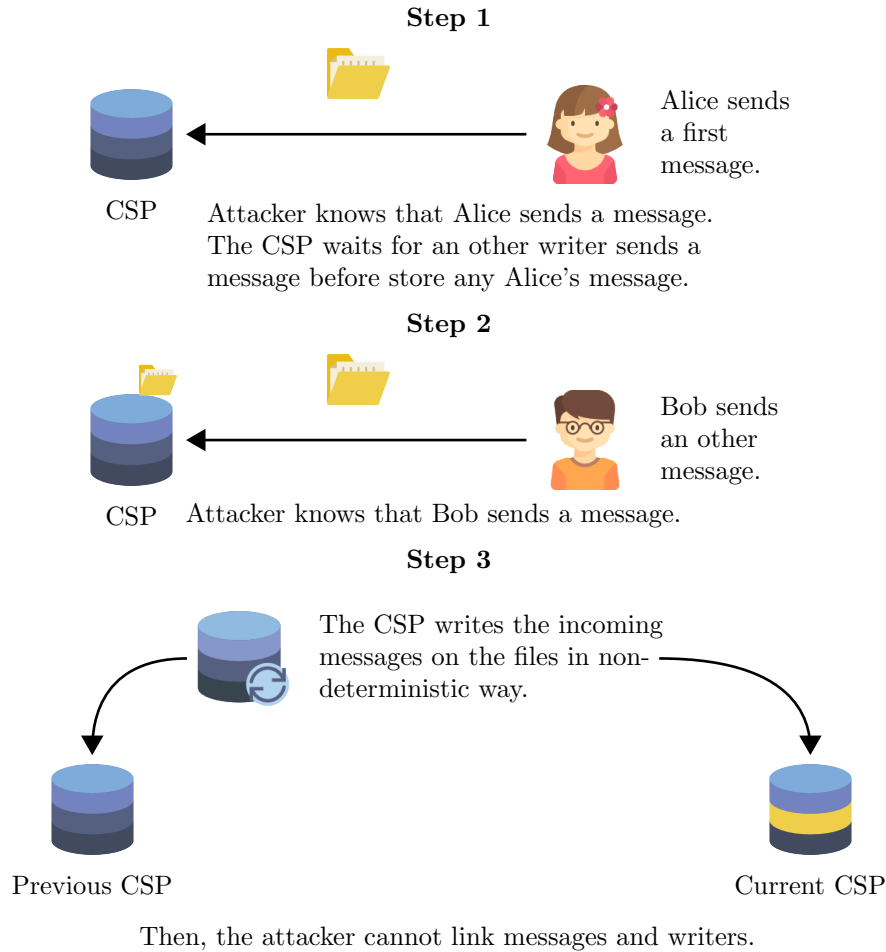 Step 1
Alice sends
a first
message.
CSP
Attacker knows that Alice sends a message.
The CSP waits for an other writer sends a
message before store any Alice's message.
Step 2
Bob sends
an other
message.
CSP
Attacker knows that Bob sends a message.
Step 3
The CSP writes the incoming
messages on the files in non-
deterministic way.
Previous CSP
Current CSP
Then, the attacker cannot link messages and writers.